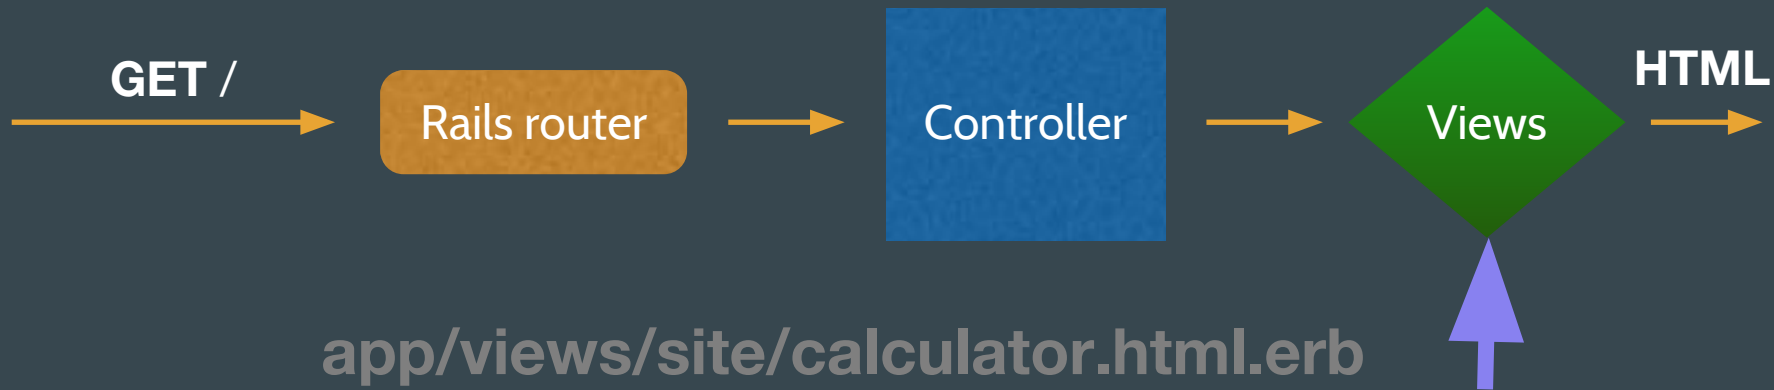 GET /
Rails router
Controller
Views
HTML
app/views/site/calculator.html.erb